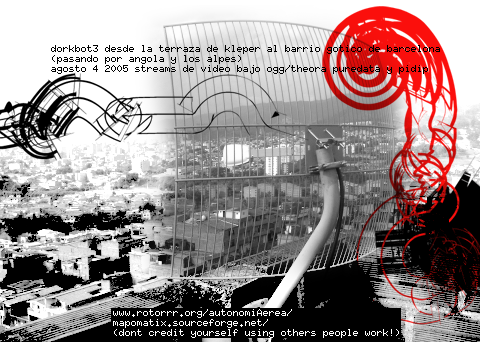 dorkbot3 desde la terraza de kleper al barrio gotico de barcelona
(pasando por angola y los alpes)
agosto 4 2005 streams de video bajo ogg/theora puredata y pidip
www.rotorrr.org/autonomiAerea/
mapomatix.sourceforge.net/
(dont credit yourself using others people work!)